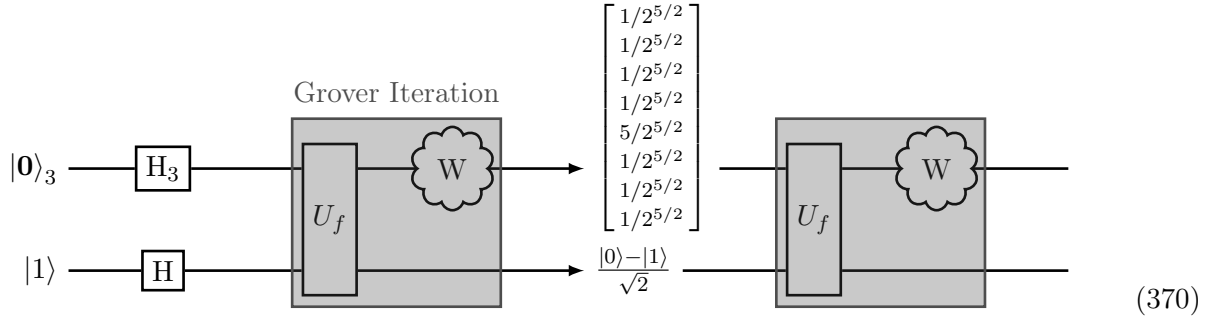 1/2^{5/2}
1/2^{5/2}
1/2^{5/2}
1/2^{5/2}
5/2^{5/2}
1/2^{5/2}
1/2^{5/2}
1/2^{5/2}
Grover Iteration
|0⟩₃ H₃ W W
U_f U_f
|1⟩ H |0⟩−|1⟩/√2
(370)